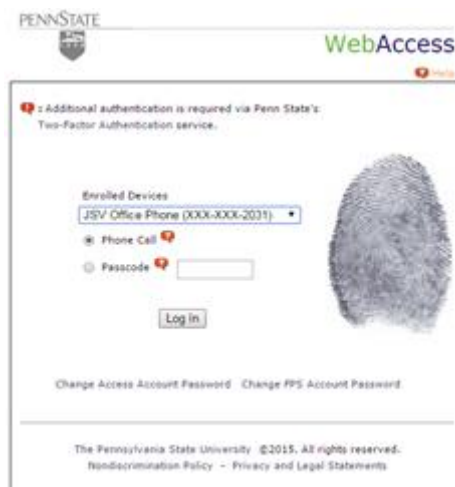 PENNSTATE
WebAccess
Help
: Additional authentication is required via Penn State's
Two-Factor Authentication service.
Enrolled Devices
JSV Office Phone (XXX-XXX-2031)
Phone Call
Passcode
Log in
Change Access Account Password Change FPS Account Password
The Pennsylvania State University ©2015. All rights reserved.
Nondiscrimination Policy – Privacy and Legal Statements